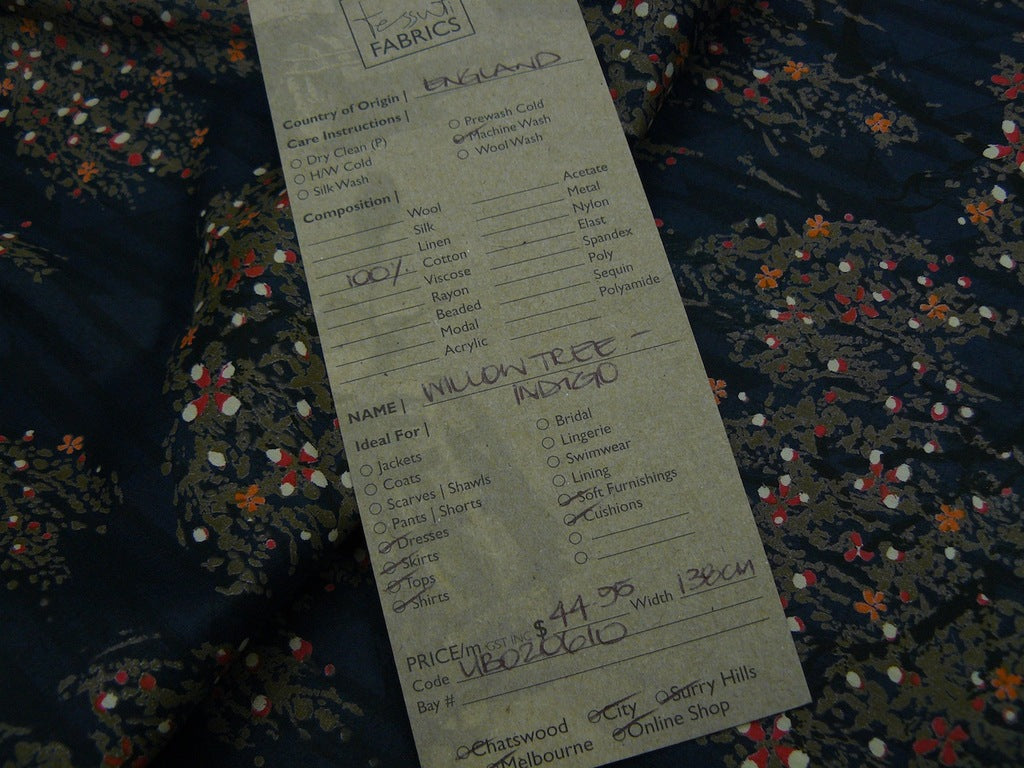 tessuti
FABRICS
Country of Origin | ENGLAND
Care Instructions |
Dry Clean (P)
H/W Cold
Silk Wash
Prewash Cold
Machine Wash
Wool Wash
Composition |
Wool
Silk
Linen
100% Cotton
Viscose
Rayon
Beaded
Modal
Acrylic
Acetate
Metal
Nylon
Elast
Spandex
Poly
Sequin
Polyamide
NAME | WILLOW TREE -
INDIGO
Ideal For |
Jackets
Coats
Scarves | Shawls
Pants | Shorts
Dresses
Skirts
Tops
Shirts
Bridal
Lingerie
Swimwear
Lining
Soft Furnishings
Cushions
PRICE/m GST INC $ 44.95 Width 138cm
Code UB020610
Bay #
Chatswood City Surry Hills
Melbourne Online Shop